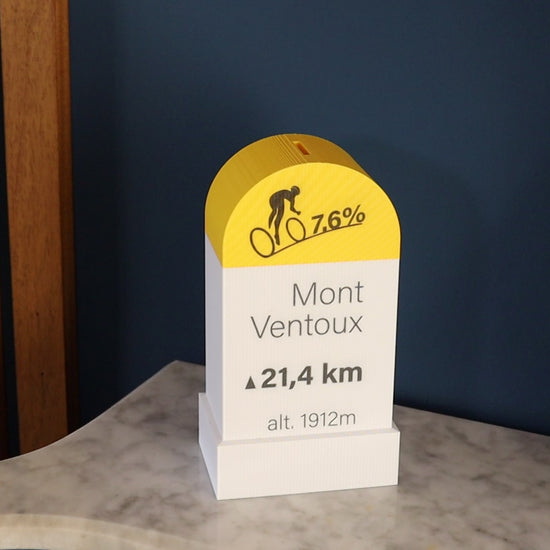 7,6%
Mont
Ventoux
▲21,4 km
alt. 1912m